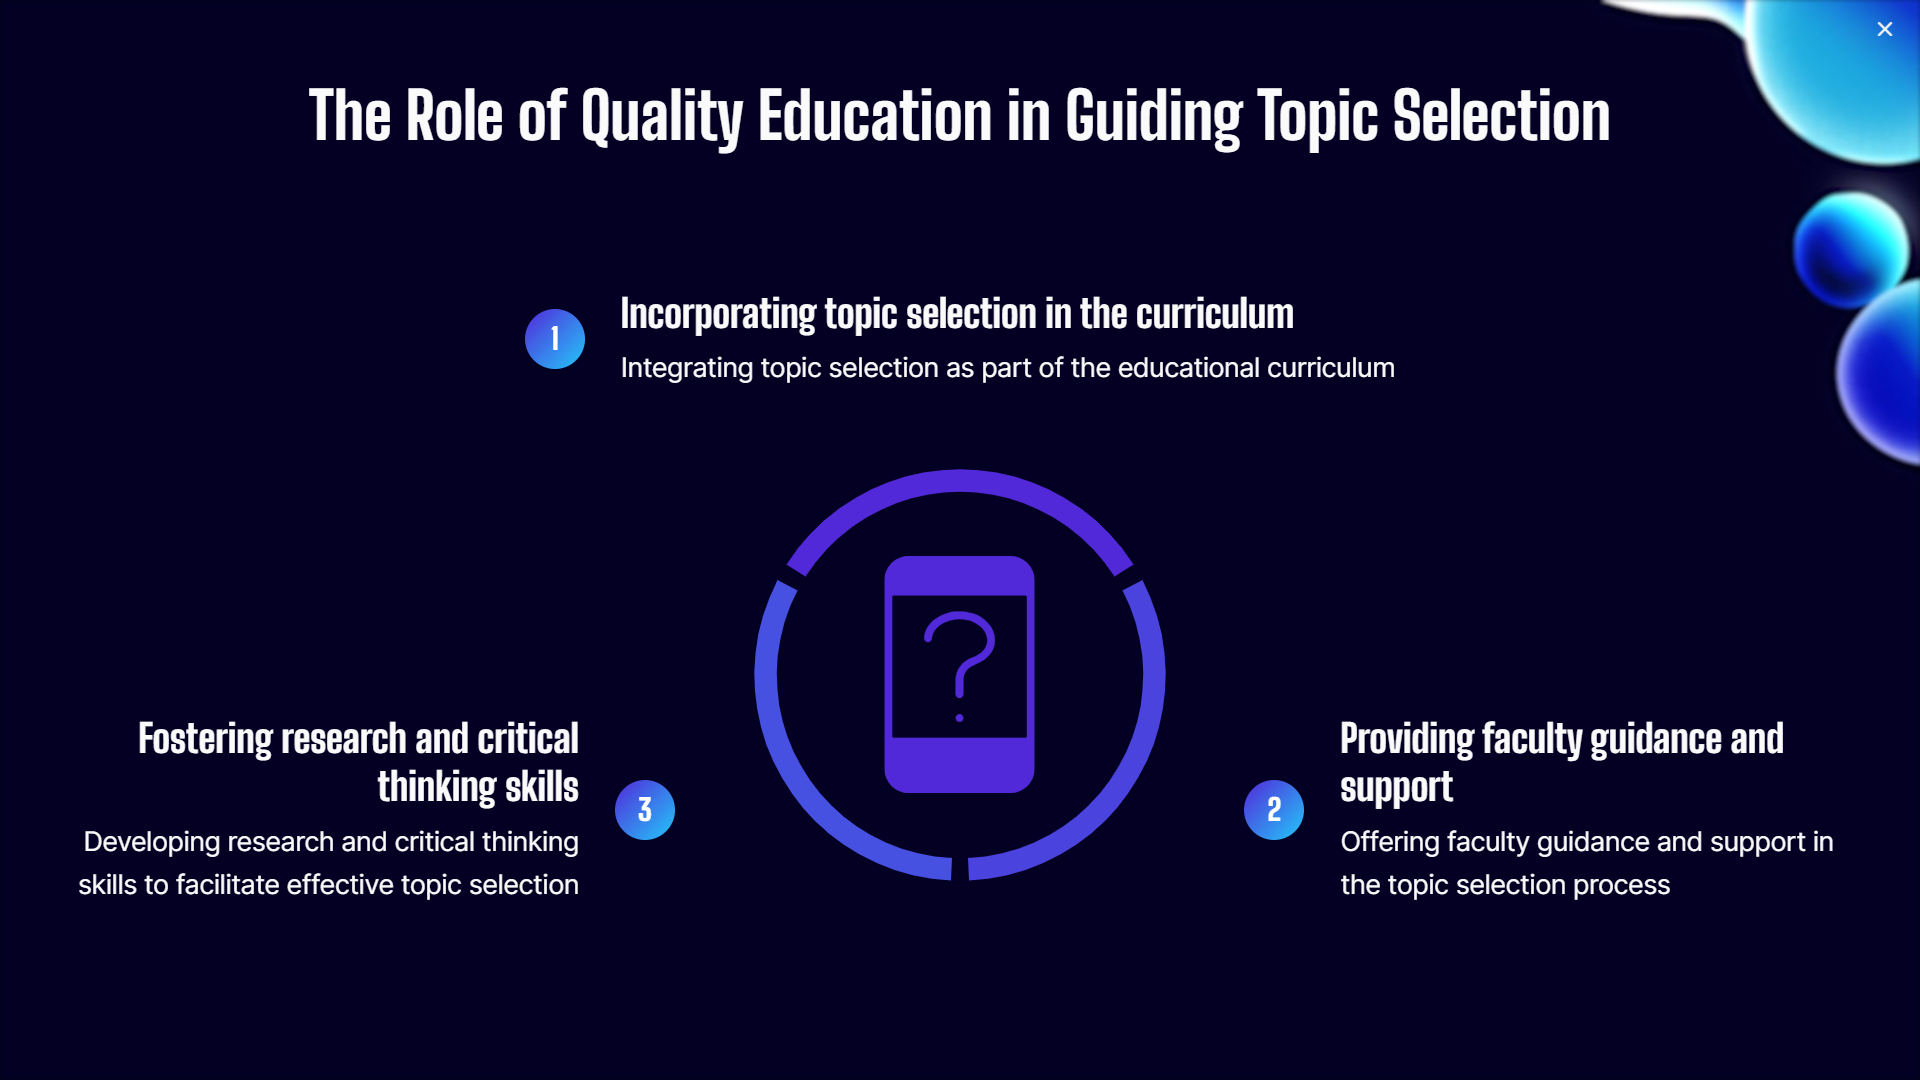 The Role of Quality Education in Guiding Topic Selection
1
Incorporating topic selection in the curriculum
Integrating topic selection as part of the educational curriculum
?
Fostering research and critical
thinking skills
3
Developing research and critical thinking
skills to facilitate effective topic selection
2
Providing faculty guidance and
support
Offering faculty guidance and support in
the topic selection process